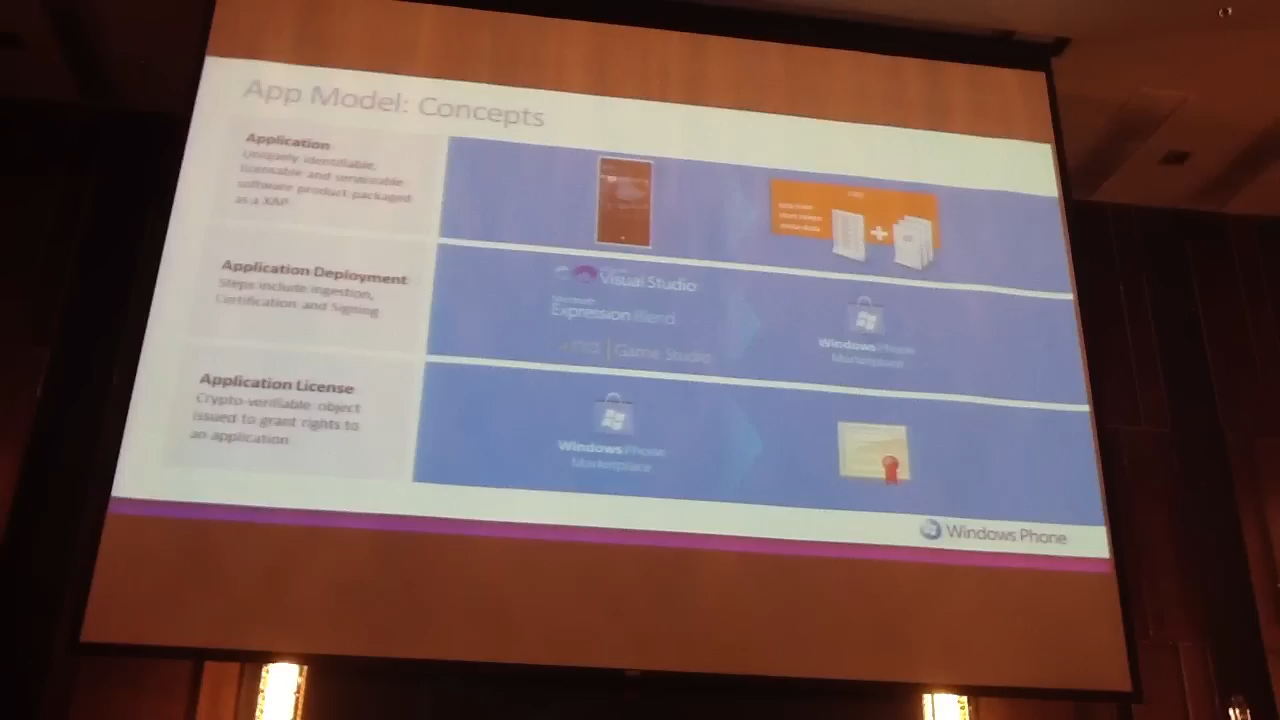 App Model: Concepts
Application
Uniquely identifiable,
licensable and serviceable
software product packaged
as a XAP
Application Deployment
Steps include ingestion,
Certification and Signing
Visual Studio
Microsoft
Expression Blend
Game Studio
Windows Phone
Marketplace
Application License
Crypto-verifiable object
issued to grant rights to
an application
Windows Phone
Marketplace
Windows Phone